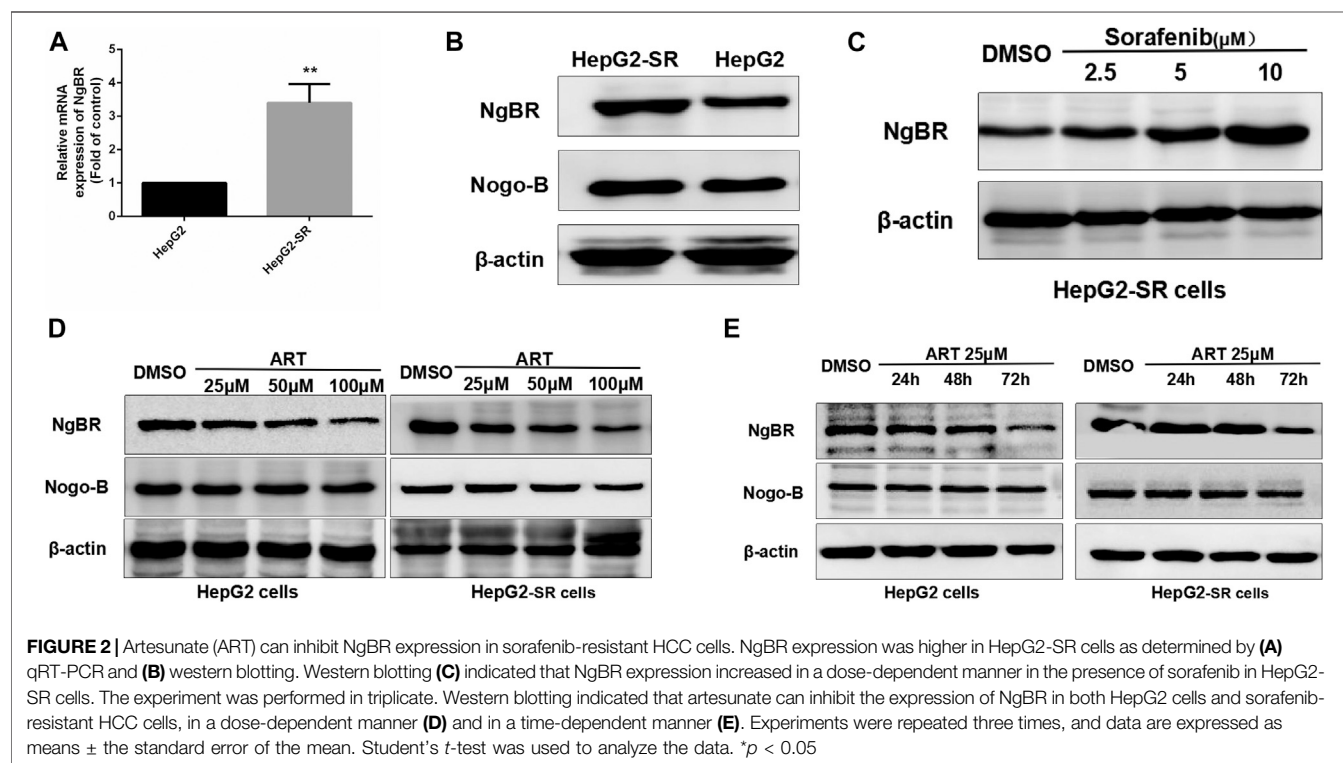 A
Relative mRNA
expression of NgBR
(Fold of control)
5
4
3
2
1
0
**
HepG2
HepG2-SR
B
HepG2-SR HepG2
NgBR
Nogo-B
β-actin
C
DMSO
Sorafenib(μM)
2.5 5 10
NgBR
β-actin
HepG2-SR cells
D
DMSO ART
25μM 50μM 100μM
DMSO ART
25μM 50μM 100μM
NgBR
Nogo-B
β-actin
HepG2 cells
HepG2-SR cells
E
DMSO ART 25μM
24h 48h 72h
DMSO ART 25μM
24h 48h 72h
NgBR
Nogo-B
β-actin
HepG2 cells
HepG2-SR cells
FIGURE 2 | Artesunate (ART) can inhibit NgBR expression in sorafenib-resistant HCC cells. NgBR expression was higher in HepG2-SR cells as determined by (A)
qRT-PCR and (B) western blotting. Western blotting (C) indicated that NgBR expression increased in a dose-dependent manner in the presence of sorafenib in HepG2-
SR cells. The experiment was performed in triplicate. Western blotting indicated that artesunate can inhibit the expression of NgBR in both HepG2 cells and sorafenib-
resistant HCC cells, in a dose-dependent manner (D) and in a time-dependent manner (E). Experiments were repeated three times, and data are expressed as
means ± the standard error of the mean. Student's t-test was used to analyze the data. *p < 0.05